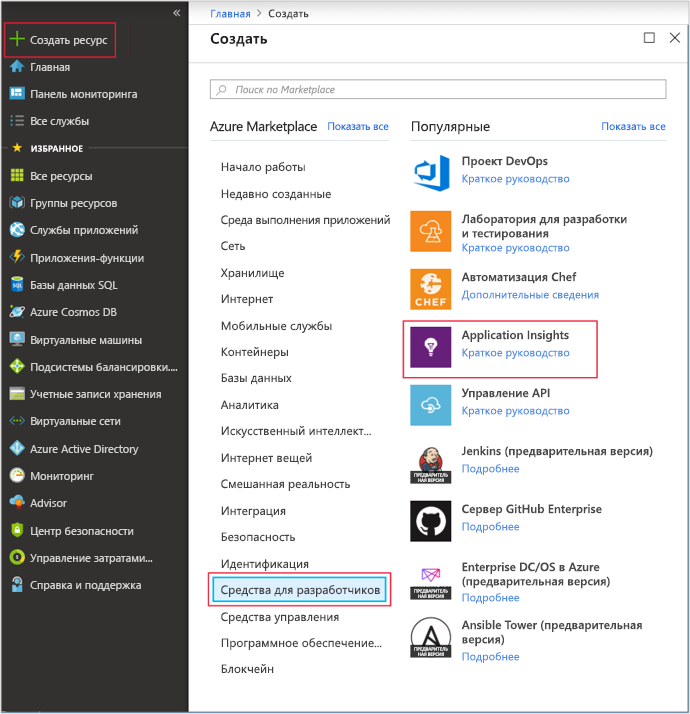 «
Создать ресурс
Главная
Панель мониторинга
Все службы
ИЗБРАННОЕ
Все ресурсы
Группы ресурсов
Службы приложений
Приложения-функции
Базы данных SQL
Azure Cosmos DB
Виртуальные машины
Подсистемы балансировки....
Учетные записи хранения
Виртуальные сети
Azure Active Directory
Мониторинг
Advisor
Центр безопасности
Управление затратами...
Справка и поддержка
Главная > Создать
Создать
Поиск по Marketplace
Azure Marketplace Показать все
Начало работы
Недавно созданные
Среда выполнения приложений
Сеть
Хранилище
Интернет
Мобильные службы
Контейнеры
Базы данных
Аналитика
Искусственный интеллект...
Интернет вещей
Смешанная реальность
Интеграция
Безопасность
Идентификация
Средства для разработчиков
Средства управления
Программное обеспечение...
Блокчейн
Популярные Показать все
Проект DevOps
Краткое руководство
Лаборатория для разработки
и тестирования
Краткое руководство
CHEF
Автоматизация Chef
Дополнительные сведения
Application Insights
Краткое руководство
Управление API
Краткое руководство
Jenkins (предварительная версия)
Подробнее
ПРЕДВАРИТЕЛЬ
НАЯ ВЕРСИЯ
Сервер GitHub Enterprise
Подробнее
Enterprise DC/OS в Azure
(предварительная версия)
Подробнее
ПРЕДВАРИТЕЛЬ
НАЯ ВЕРСИЯ
Ansible Tower (предварительная
версия)
Подробнее
ПРЕДВАРИТЕЛЬ
НАЯ ВЕРСИЯ